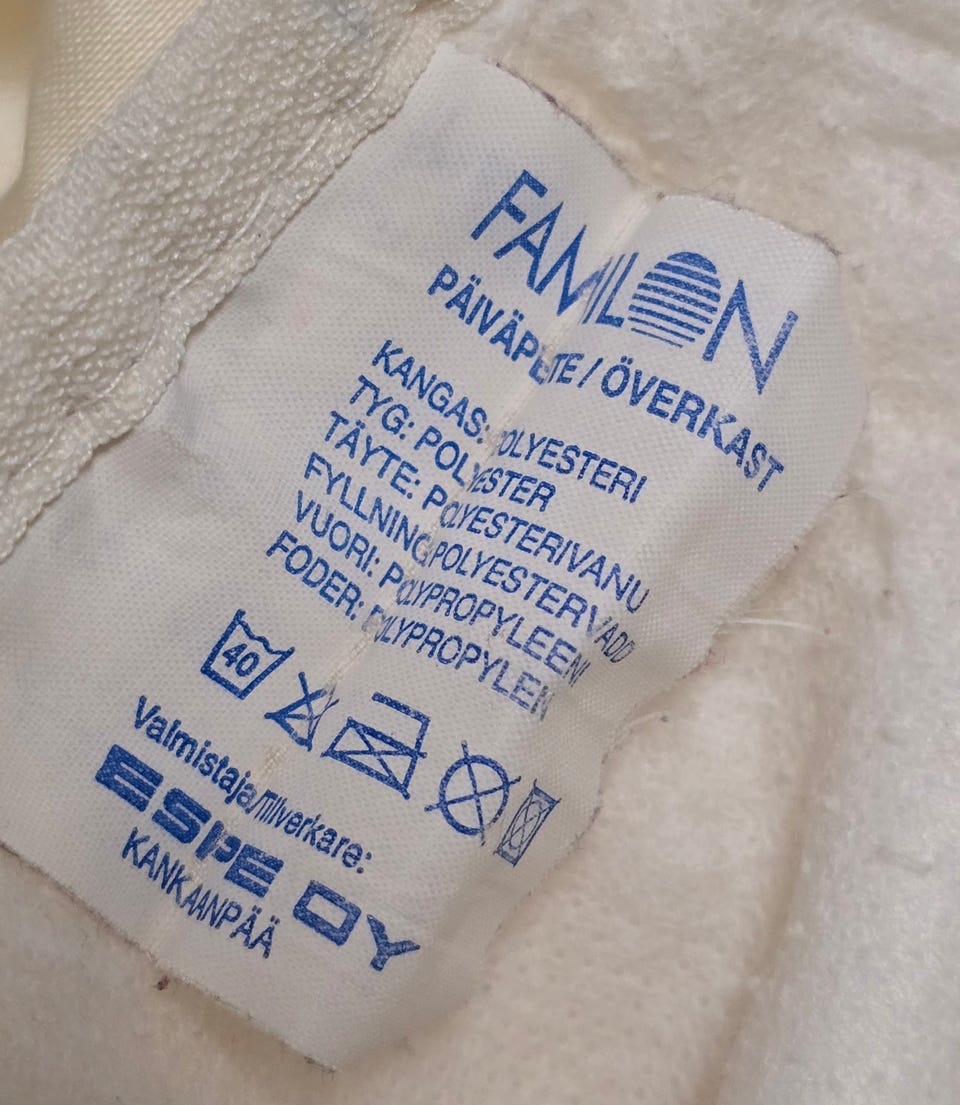 FAMILON
PÄIVÄPEITE / ÖVERKAST
KANGAS: POLYESTERI
TYG: POLYESTER
TÄYTE: POLYESTERIVANU
FYLLNING: POLYESTERVADD
VUORI: POLYPROPYLEENI
FODER: POLYPROPYLEN
40
Valmistaja/Tillverkare:
ESPE OY
KANKAANPÄÄ